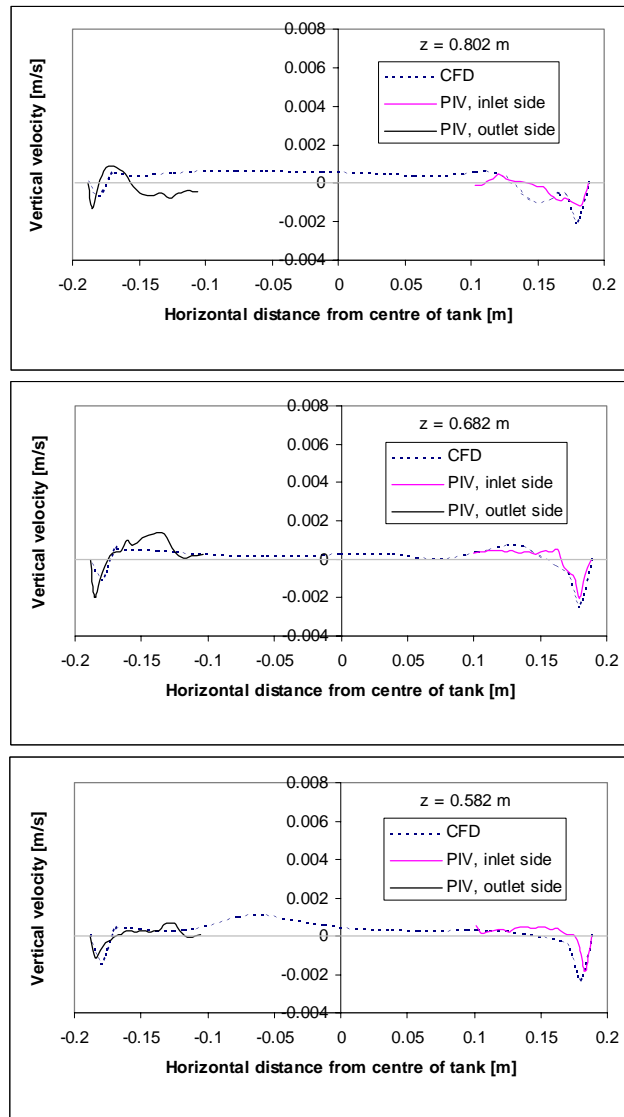 0.008
z = 0.802 m
0.006
CFD
PIV, inlet side
0.004
PIV, outlet side
0.002
0
-0.002
-0.004
-0.2 -0.15 -0.1 -0.05 0 0.05 0.1 0.15 0.2
Vertical velocity [m/s]
Horizontal distance from centre of tank [m]
0.008
z = 0.682 m
0.006
CFD
PIV, inlet side
0.004
PIV, outlet side
0.002
0
-0.002
-0.004
-0.2 -0.15 -0.1 -0.05 0 0.05 0.1 0.15 0.2
Vertical velocity [m/s]
Horizontal distance from centre of tank [m]
0.008
z = 0.582 m
0.006
CFD
PIV, inlet side
0.004
PIV, outlet side
0.002
0
-0.002
-0.004
-0.2 -0.15 -0.1 -0.05 0 0.05 0.1 0.15 0.2
Vertical velocity [m/s]
Horizontal distance from centre of tank [m]